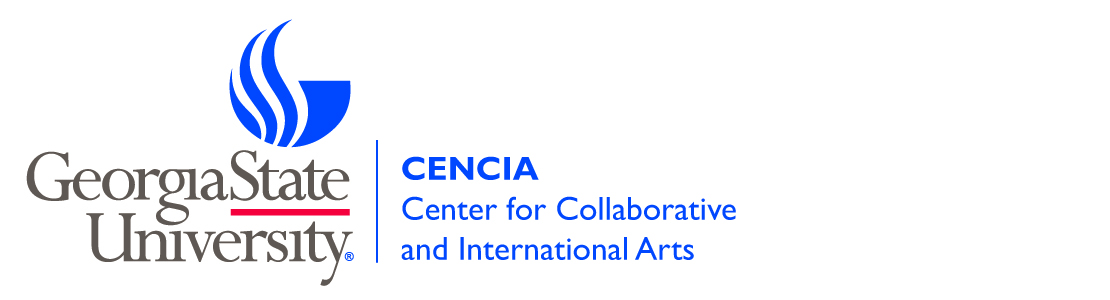 Georgia State
University®
CENCIA
Center for Collaborative
and International Arts